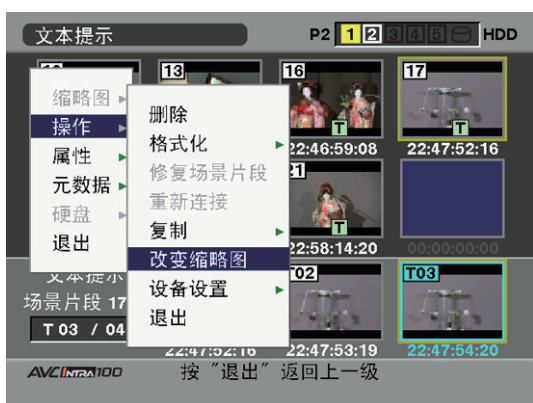 文本提示
P2 1 2 3 4 5 HDD
13
16
17
缩略图
操作
属性
元数据
硬盘
退出
删除
格式化
修复场景片段
重新连接
复制
改变缩略图
设备设置
退出
T
T
22:46:59:08
22:47:52:16
21
T
22:58:14:20
00:00:00:00
文本提示
场景片段 17
T 03 / 04
T02
T03
22:47:52:16
22:47:53:19
22:47:54:20
AVC INTRA 100
按 "退出" 返回上一级